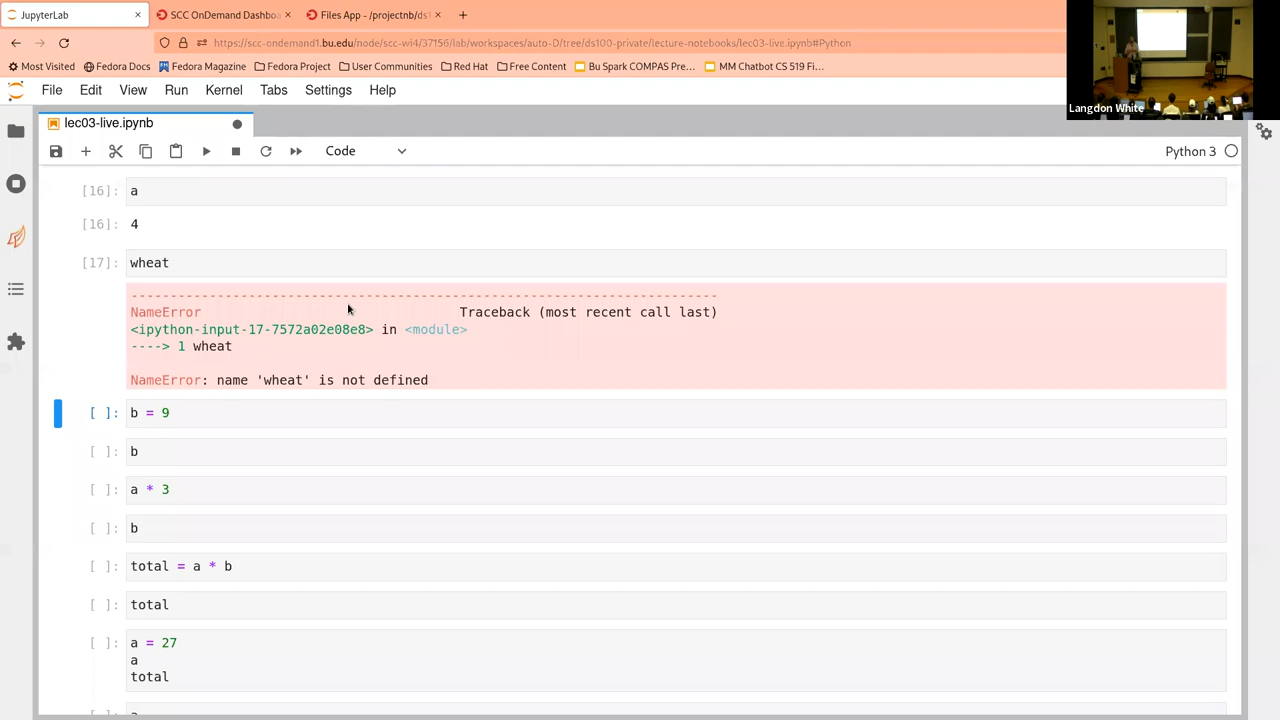 JupyterLab
SCC OnDemand Dashbo
Files App - /projectnb/ds1
https://scc-ondemand1.bu.edu/node/scc-wi4/37156/lab/workspaces/auto-D/tree/ds100-private/lecture-notebooks/lec03-live.ipynb#Python
Most Visited Fedora Docs Fedora Magazine Fedora Project User Communities Red Hat Free Content Bu Spark COMPAS Pre… MM Chatbot CS 519 Fi…
Langdon White
File Edit View Run Kernel Tabs Settings Help
lec03-live.ipynb
Code
Python 3
[16]: a
[16]: 4
[17]: wheat
---------------------------------------------------------------------------
NameError Traceback (most recent call last)
<ipython-input-17-7572a02e08e8> in <module>
----> 1 wheat
NameError: name 'wheat' is not defined
[ ]: b = 9
[ ]: b
[ ]: a * 3
[ ]: b
[ ]: total = a * b
[ ]: total
[ ]: a = 27
a
total